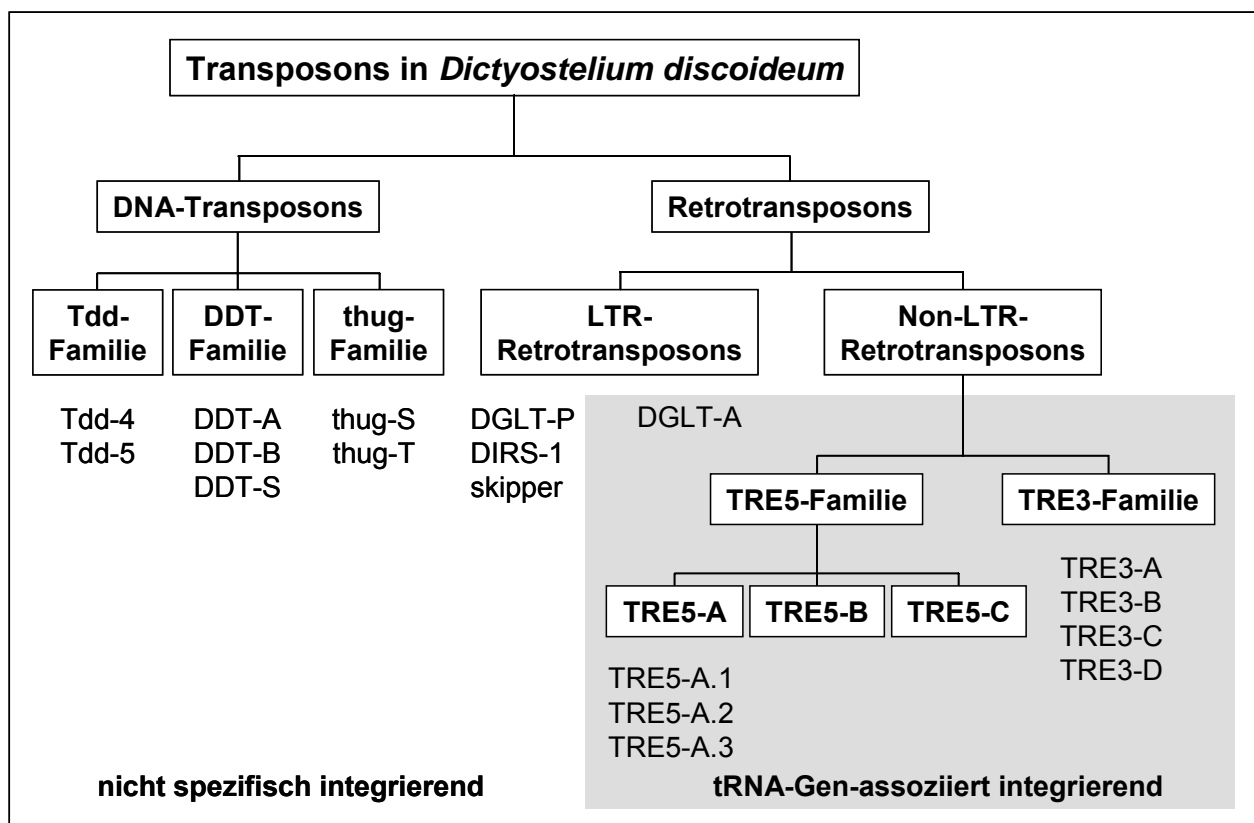 Transposons in Dictyostelium discoideum
DNA-Transposons
Retrotransposons
Tdd-
Familie
DDT-
Familie
thug-
Familie
LTR-
Retrotransposons
Non-LTR-
Retrotransposons
Tdd-4
Tdd-5
DDT-A
DDT-B
DDT-S
thug-S
thug-T
DGLT-P
DIRS-1
skipper
DGLT-A
TRE5-Familie
TRE3-Familie
TRE5-A
TRE5-B
TRE5-C
TRE3-A
TRE3-B
TRE3-C
TRE3-D
TRE5-A.1
TRE5-A.2
TRE5-A.3
nicht spezifisch integrierend
tRNA-Gen-assoziiert integrierend